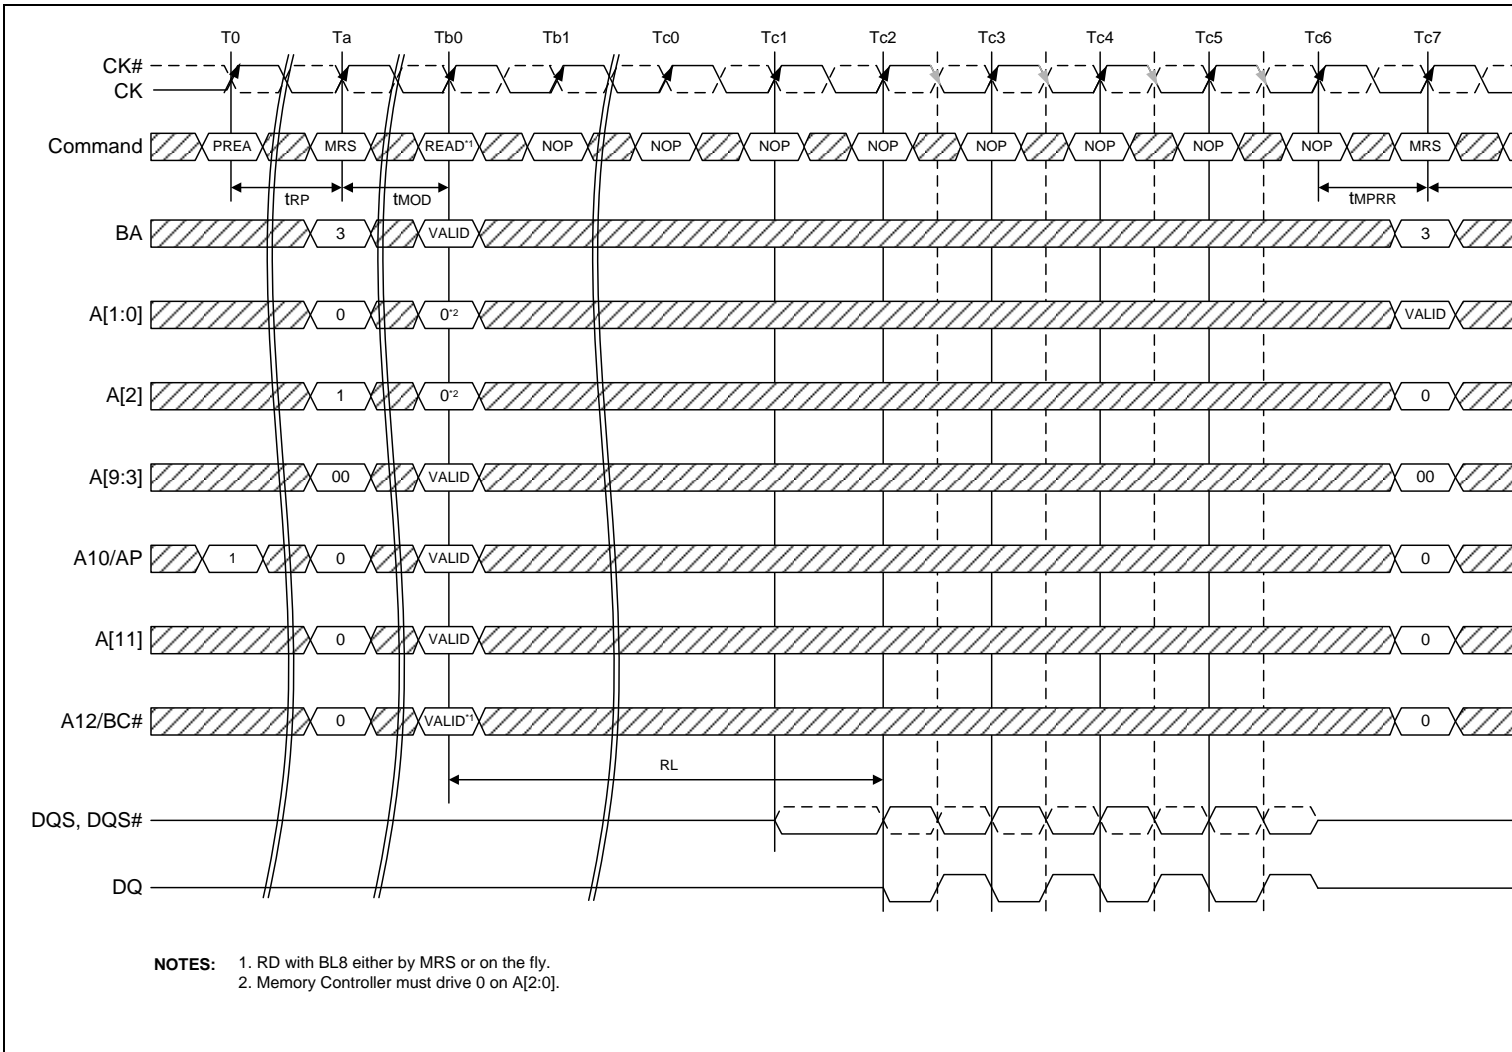 T0 Ta Tb0 Tb1 Tc0 Tc1 Tc2 Tc3 Tc4 Tc5 Tc6 Tc7
CK#
CK
Command PREA MRS READ*1 NOP NOP NOP NOP NOP NOP NOP NOP MRS
tRP tMOD tMPRR
BA 3 VALID 3
A[1:0] 0 0*2 VALID
A[2] 1 0*2 0
A[9:3] 00 VALID 00
A10/AP 1 0 VALID 0
A[11] 0 VALID 0
A12/BC# 0 VALID*1 0
RL
DQS, DQS#
DQ
NOTES: 1. RD with BL8 either by MRS or on the fly.
2. Memory Controller must drive 0 on A[2:0].